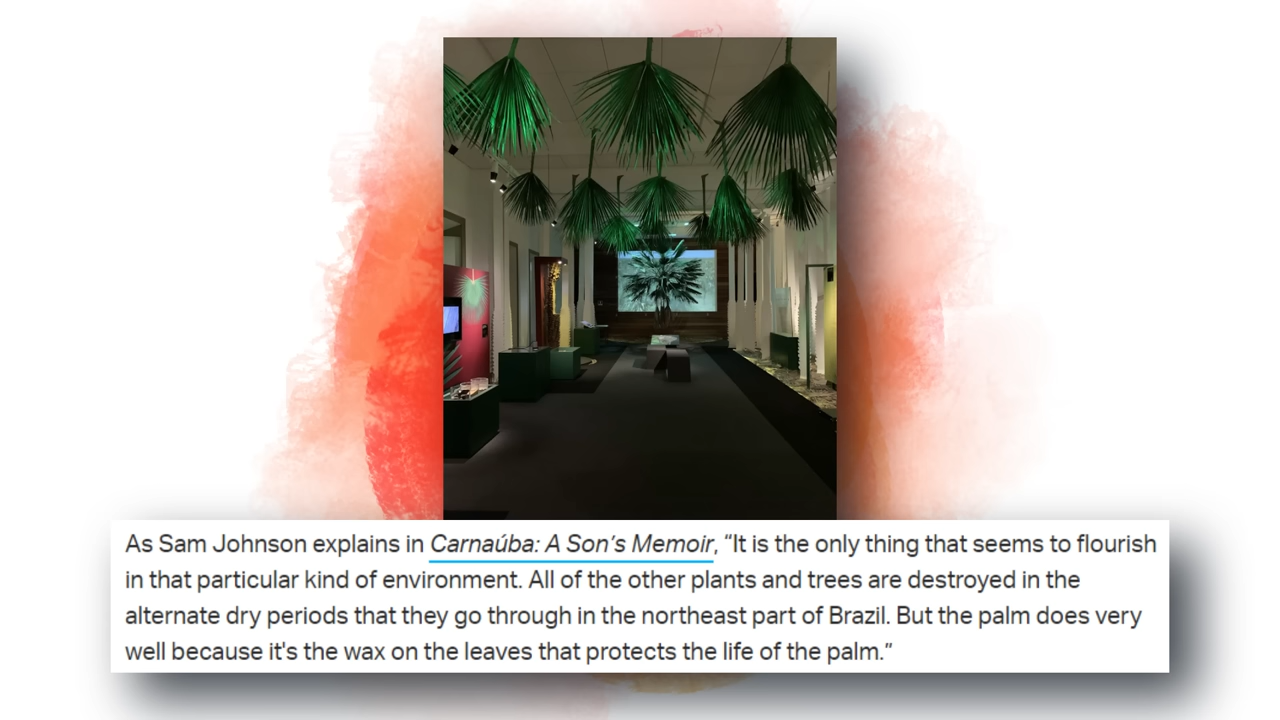 As Sam Johnson explains in Carnaúba: A Son’s Memoir, “It is the only thing that seems to flourish
in that particular kind of environment. All of the other plants and trees are destroyed in the
alternate dry periods that they go through in the northeast part of Brazil. But the palm does very
well because it's the wax on the leaves that protects the life of the palm.”